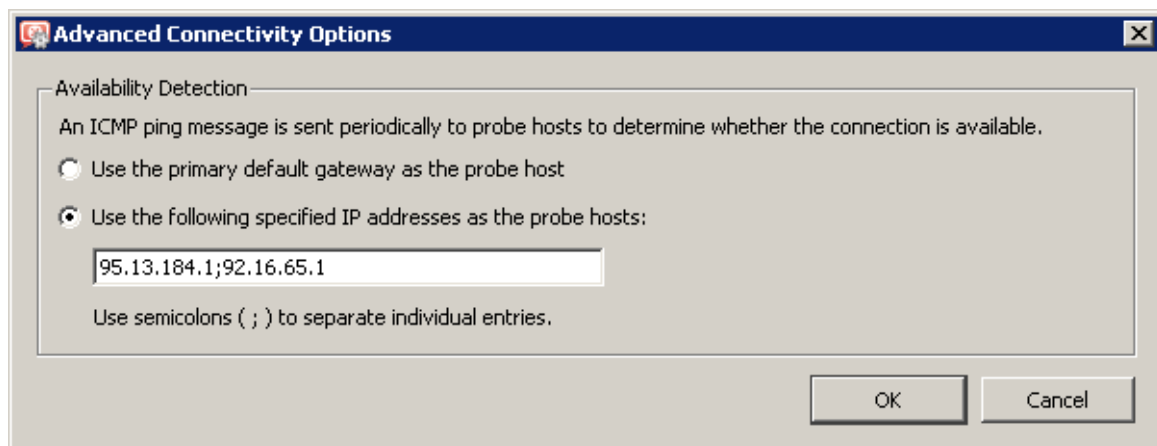 Advanced Connectivity Options
Availability Detection
An ICMP ping message is sent periodically to probe hosts to determine whether the connection is available.
Use the primary default gateway as the probe host
Use the following specified IP addresses as the probe hosts:
95.13.184.1;92.16.65.1
Use semicolons ( ; ) to separate individual entries.
OK Cancel